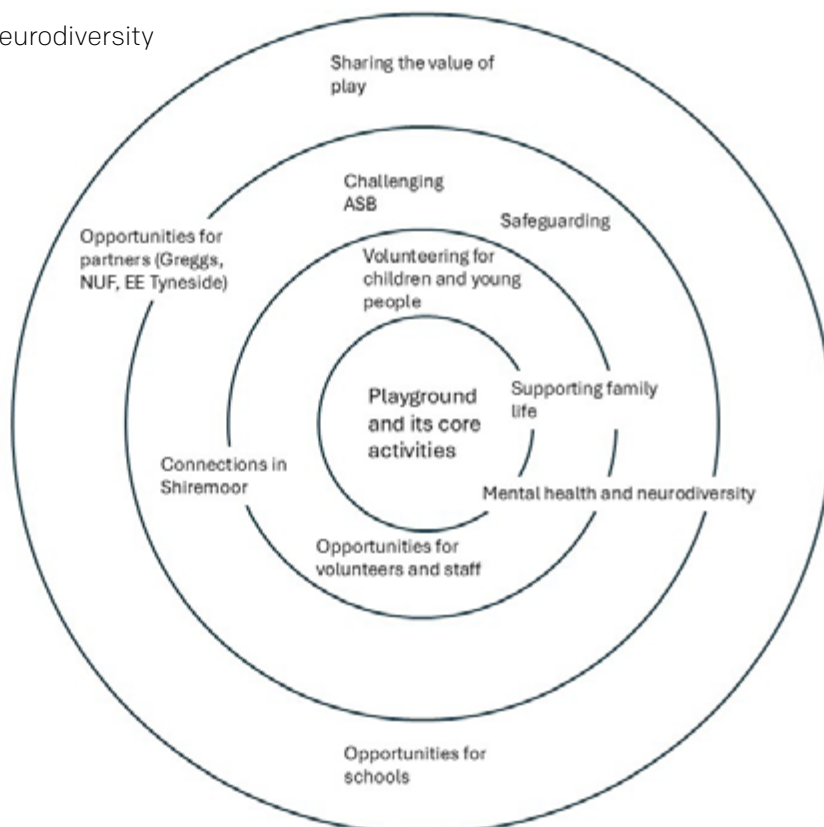 eurodiversity
Sharing the value of
play
Challenging
ASB
Safeguarding
Opportunities for
partners (Greggs,
NUF, EE Tyneside)
Volunteering for
children and young
people
Playground
and its core
activities
Supporting family
life
Connections in
Shiremoor
Mental health and neurodiversity
Opportunities for
volunteers and staff
Opportunities for
schools